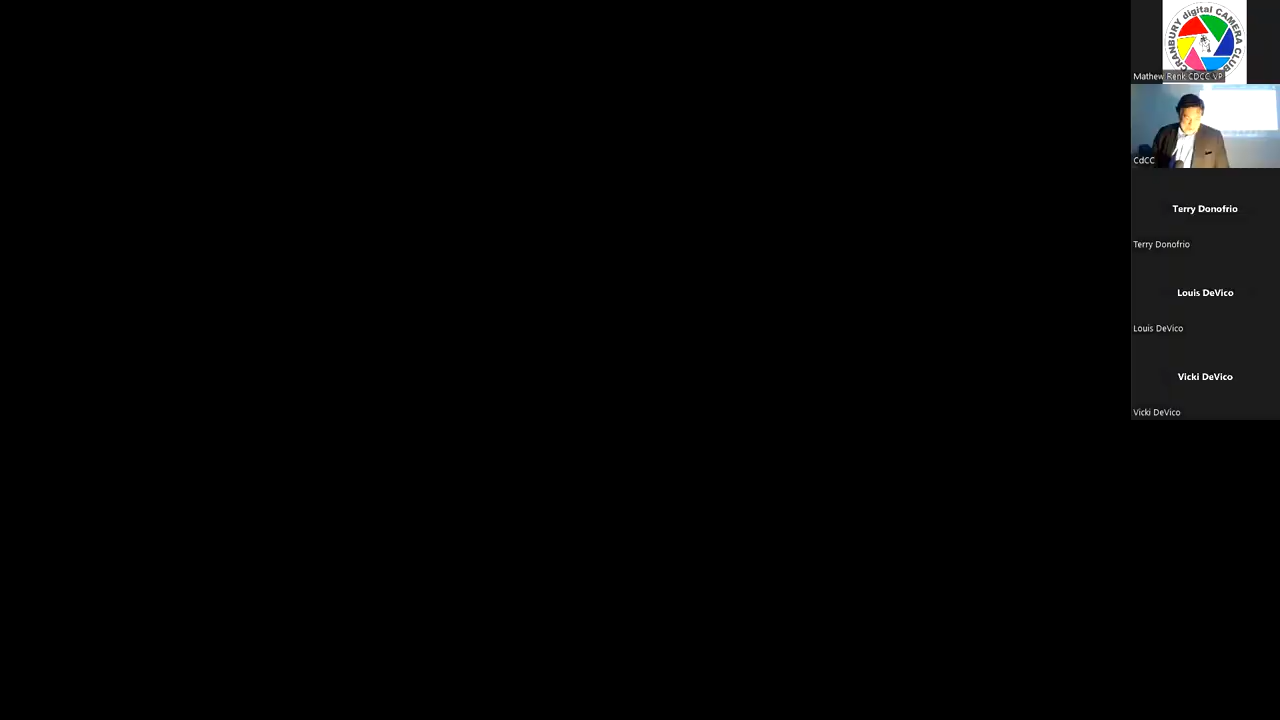 CRANBURY digital CAMERA CLUB
Mathew Renk CDCC VP
CdCC
Terry Donofrio
Terry Donofrio
Louis DeVico
Louis DeVico
Vicki DeVico
Vicki DeVico